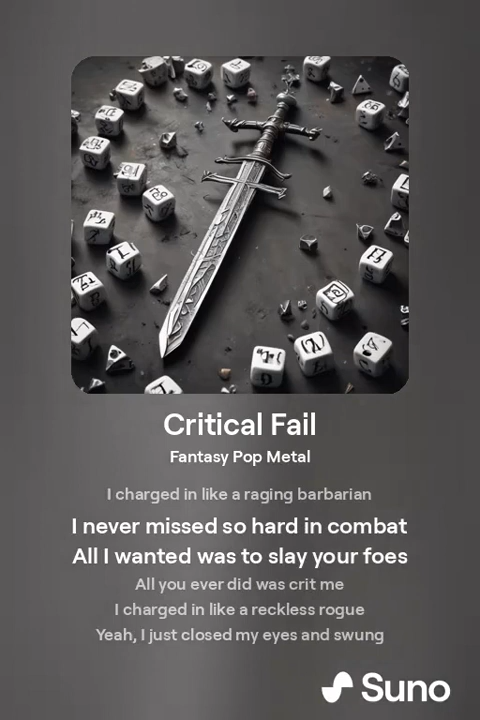 Critical Fail
Fantasy Pop Metal
I charged in like a raging barbarian
I never missed so hard in combat
All I wanted was to slay your foes
All you ever did was crit me
I charged in like a reckless rogue
Yeah, I just closed my eyes and swung
Suno